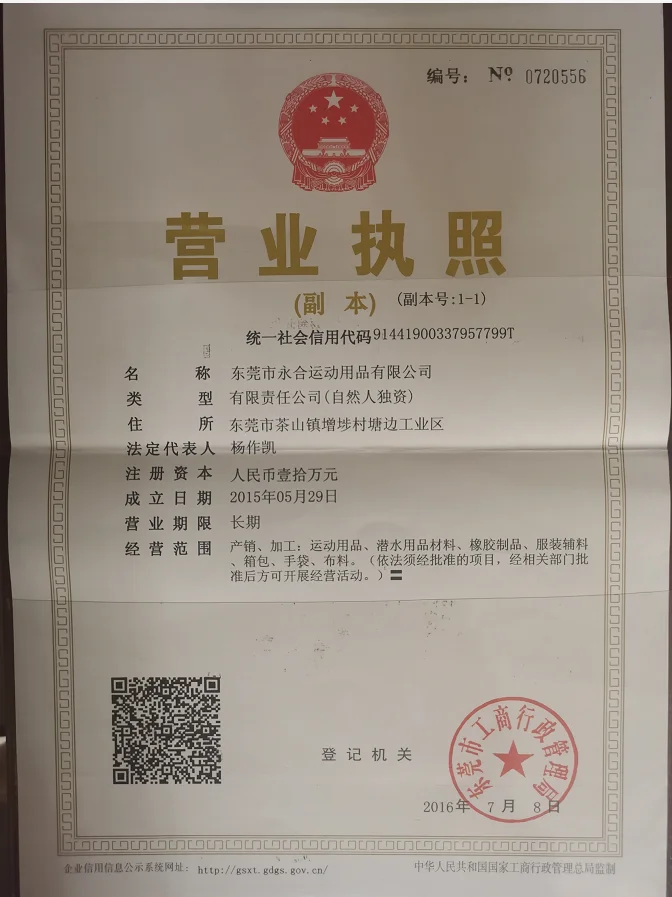 编号： Nº 0720556
营业执照
(副 本) (副本号:1-1)
统一社会信用代码91441900337957799T
名 称 东莞市永合运动用品有限公司
类 型 有限责任公司(自然人独资)
住 所 东莞市茶山镇增埗村塘边工业区
法定代表人 杨作凯
注册资本 人民币壹拾万元
成立日期 2015年05月29日
营业期限 长期
经营范围 产销、加工：运动用品、潜水用品材料、橡胶制品、服装辅料
、箱包、手袋、布料。（依法须经批准的项目，经相关部门批
准后方可开展经营活动。）〓
登记机关
东莞市工商行政管理局
2016年 7月 8日
企业信用信息公示系统网址： http://gsxt.gdgs.gov.cn/ 中华人民共和国国家工商行政管理总局监制